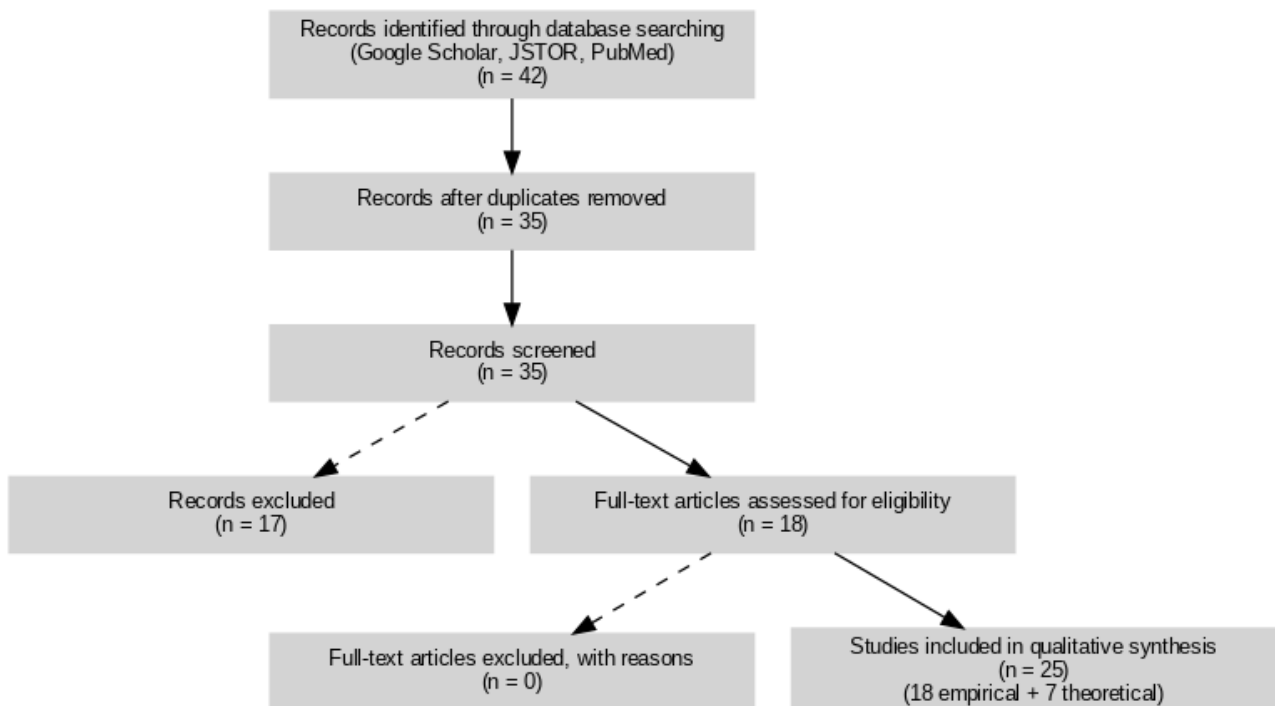 Records identified through database searching
(Google Scholar, JSTOR, PubMed)
(n = 42)
Records after duplicates removed
(n = 35)
Records screened
(n = 35)
Records excluded
(n = 17)
Full-text articles assessed for eligibility
(n = 18)
Full-text articles excluded, with reasons
(n = 0)
Studies included in qualitative synthesis
(n = 25)
(18 empirical + 7 theoretical)